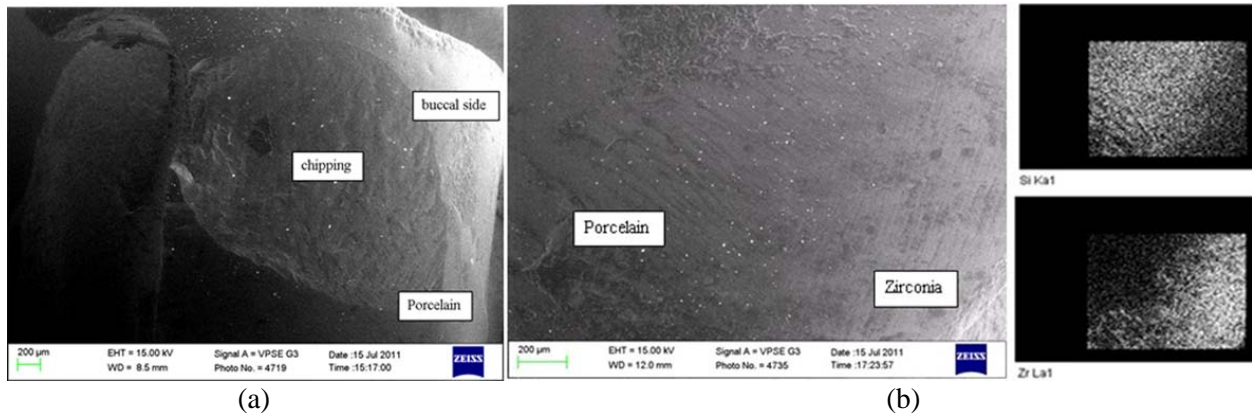 buccal side
chipping
Porcelain
200 µm
EHT = 15.00 kV
WD = 8.5 mm
Signal A = VPSE G3
Photo No. = 4719
Date :15 Jul 2011
Time :15:17:00
ZEISS
(a)
Porcelain
Zirconia
200 µm
EHT = 15.00 kV
WD = 12.0 mm
Signal A = VPSE G3
Photo No. = 4735
Date :15 Jul 2011
Time :17:23:57
ZEISS
Si Ka1
Zr La1
(b)